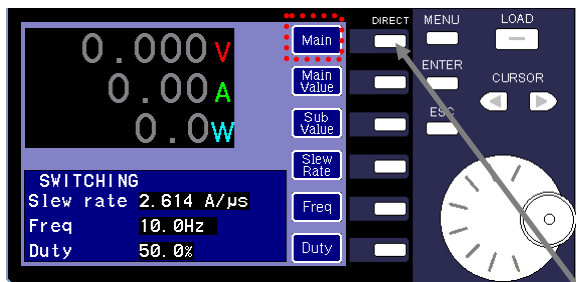 DIRECT
MENU
LOAD
ENTER
CURSOR
ESC
0.000V
0.00A
0.0W
Main
Main
Value
Sub
Value
Slew
Rate
Freq
Duty
SWITCHING
Slew rate 2.614 A/µs
Freq 10.0Hz
Duty 50.0%